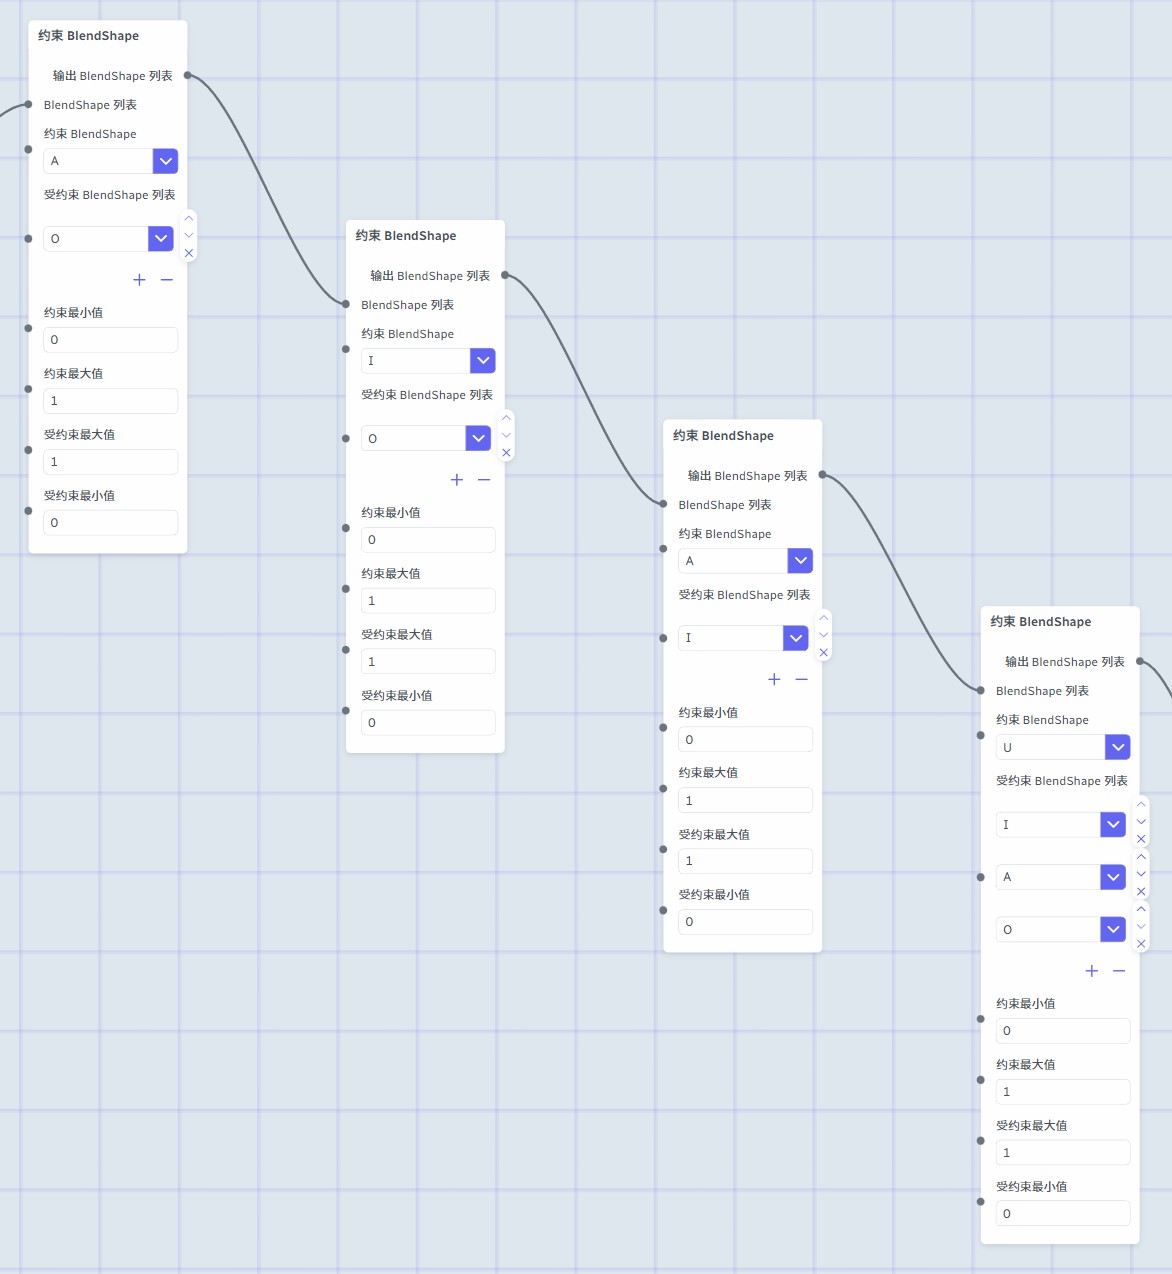 约束 BlendShape
输出 BlendShape 列表
BlendShape 列表
约束 BlendShape
A
受约束 BlendShape 列表
O
约束最小值
0
约束最大值
1
受约束最大值
1
受约束最小值
0
约束 BlendShape
输出 BlendShape 列表
BlendShape 列表
约束 BlendShape
I
受约束 BlendShape 列表
O
约束最小值
0
约束最大值
1
受约束最大值
1
受约束最小值
0
约束 BlendShape
输出 BlendShape 列表
BlendShape 列表
约束 BlendShape
A
受约束 BlendShape 列表
I
约束最小值
0
约束最大值
1
受约束最大值
1
受约束最小值
0
约束 BlendShape
输出 BlendShape 列表
BlendShape 列表
约束 BlendShape
U
受约束 BlendShape 列表
I
A
O
约束最小值
0
约束最大值
1
受约束最大值
1
受约束最小值
0